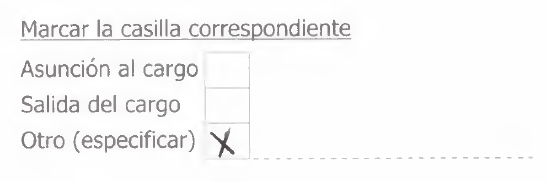 Marcar la casilla correspondiente
Asunción al cargo
Salida del cargo
Otro (especificar) X